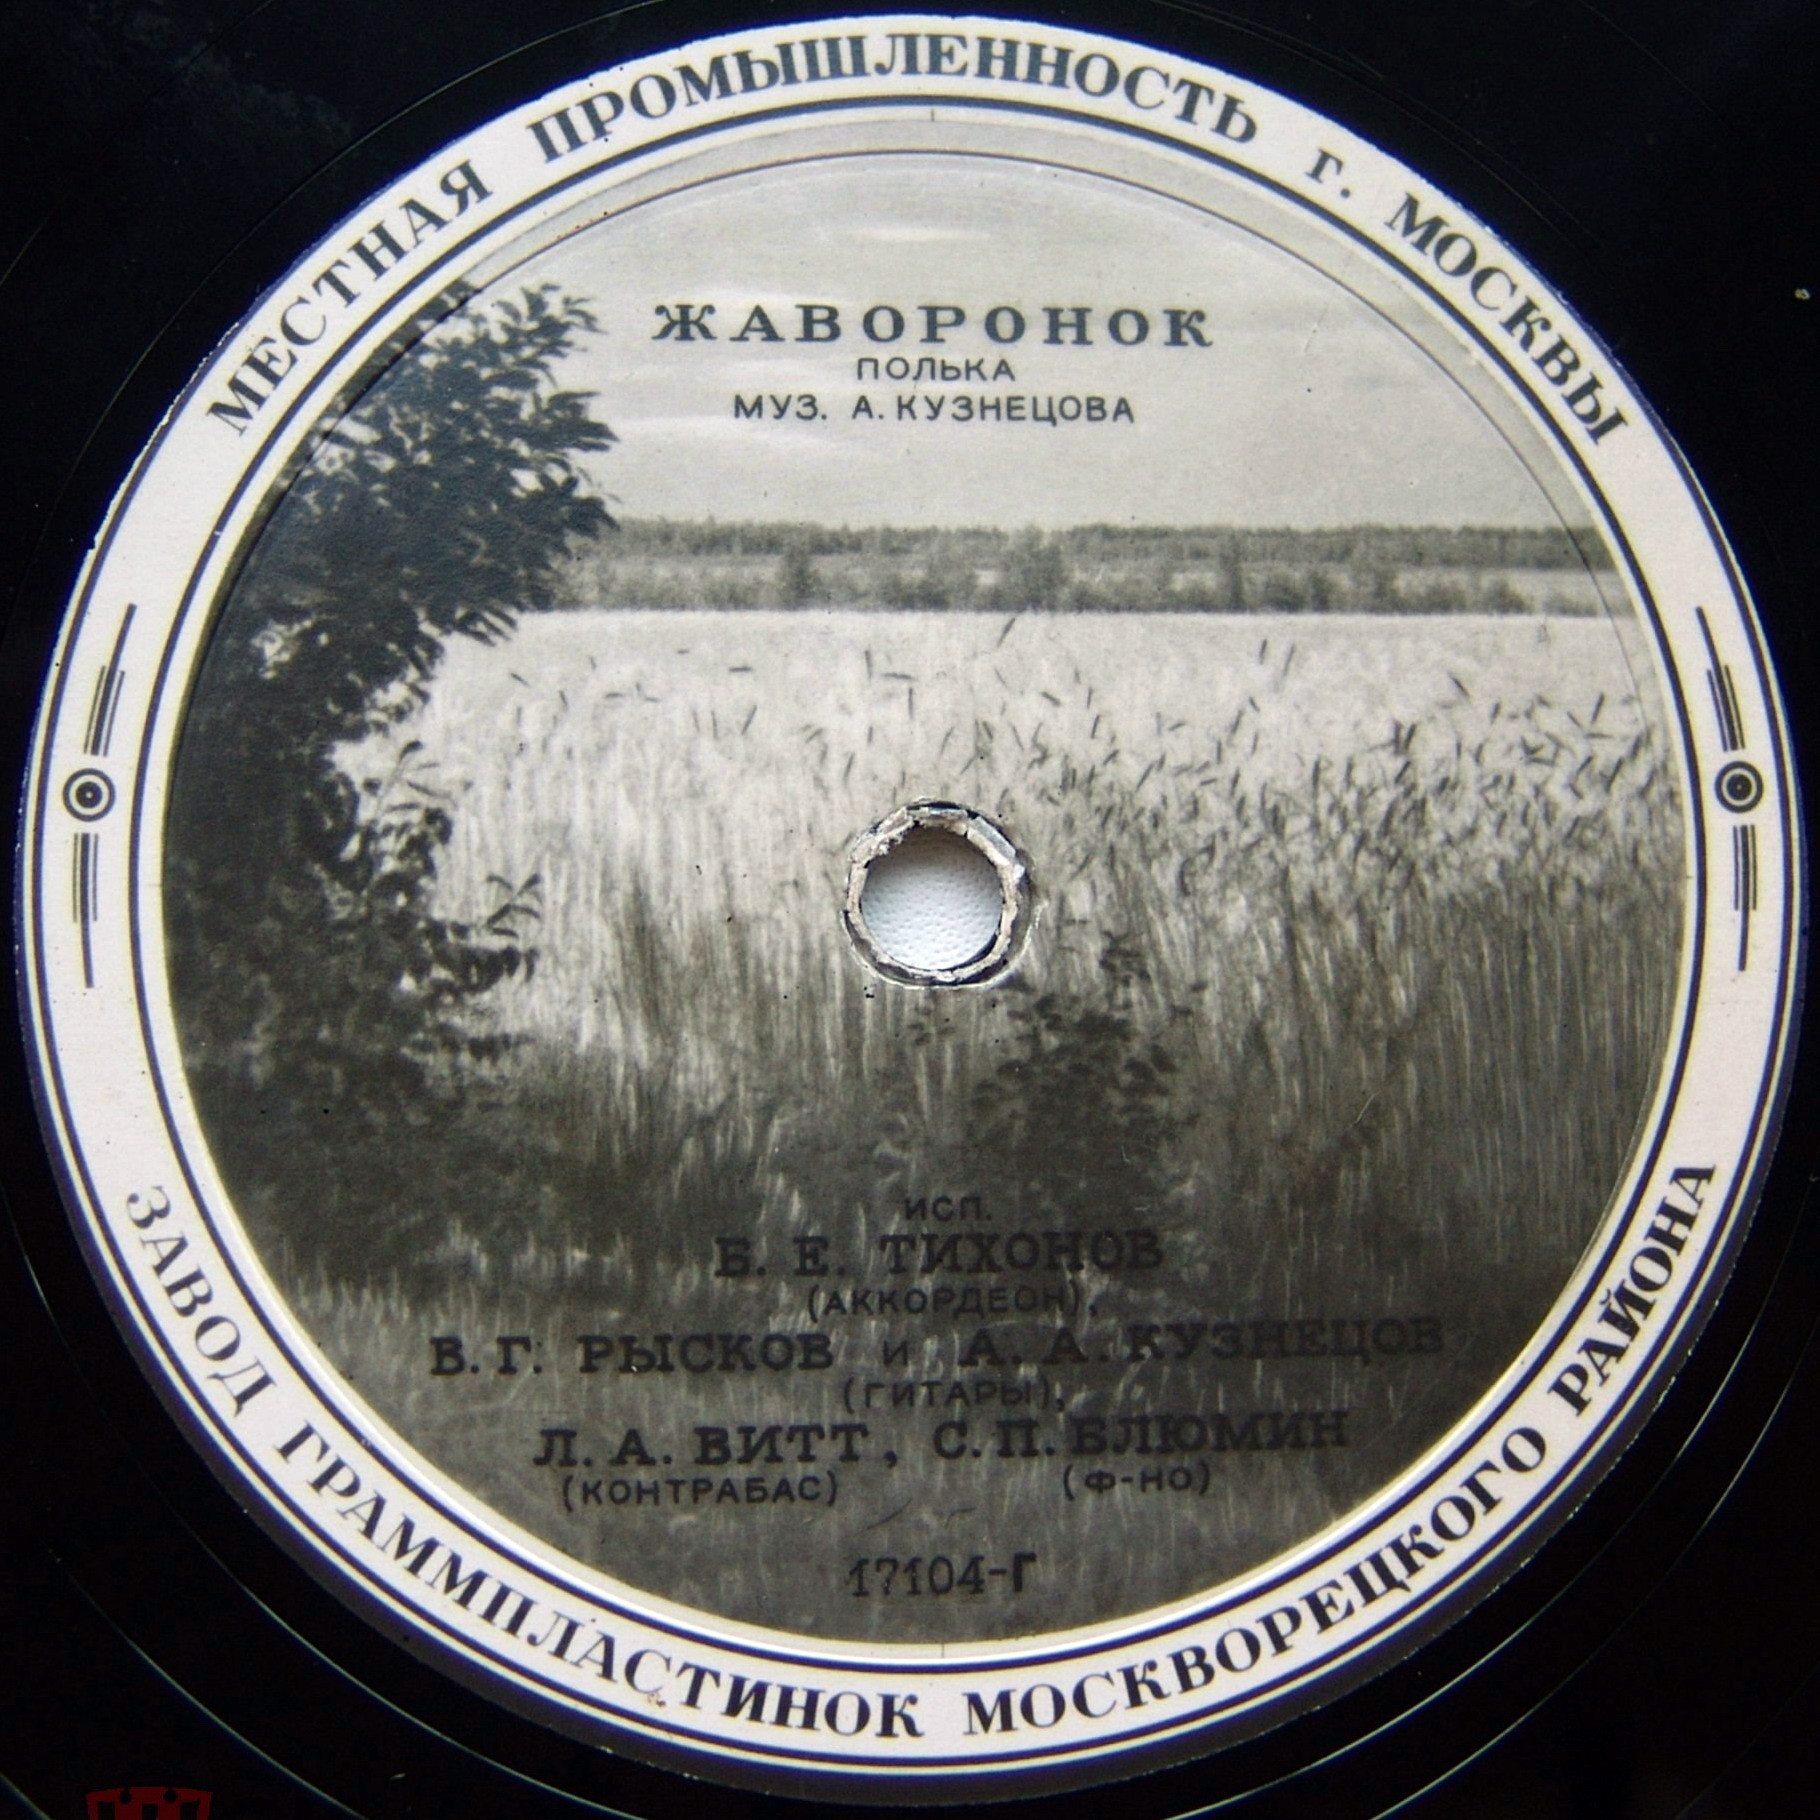 МЕСТНАЯ ПРОМЫШЛЕННОСТЬ г. МОСКВЫ
ЖАВОРОНОК
ПОЛЬКА
МУЗ. А. КУЗНЕЦОВА
ИСП.
Б. Е. ТИХОНОВ
(АККОРДЕОН),
В. Г. РЫСКОВ и А. А. КУЗНЕЦОВ
(ГИТАРЫ),
Л. А. ВИТТ, С. П. БЛЮМИН
(КОНТРАБАС) (Ф-НО)
17104-Г
ЗАВОД ГРАММПЛАСТИНОК МОСКВОРЕЦКОГО РАЙОНА